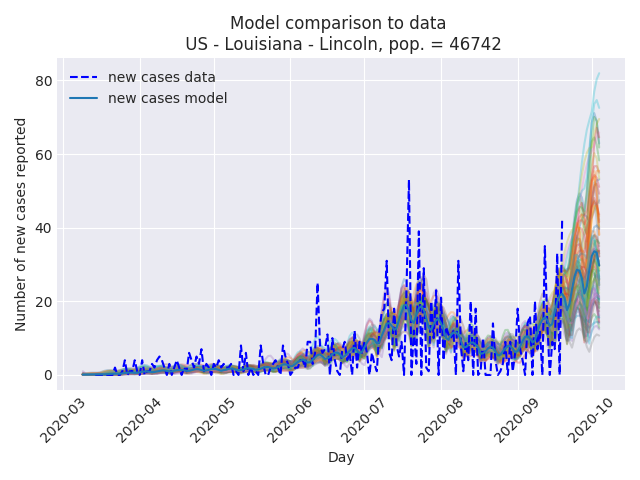 Model comparison to data
US - Louisiana - Lincoln, pop. = 46742
new cases data
new cases model
Number of new cases reported
80
60
40
20
0
2020-03
2020-04
2020-05
2020-06
2020-07
2020-08
2020-09
2020-10
Day